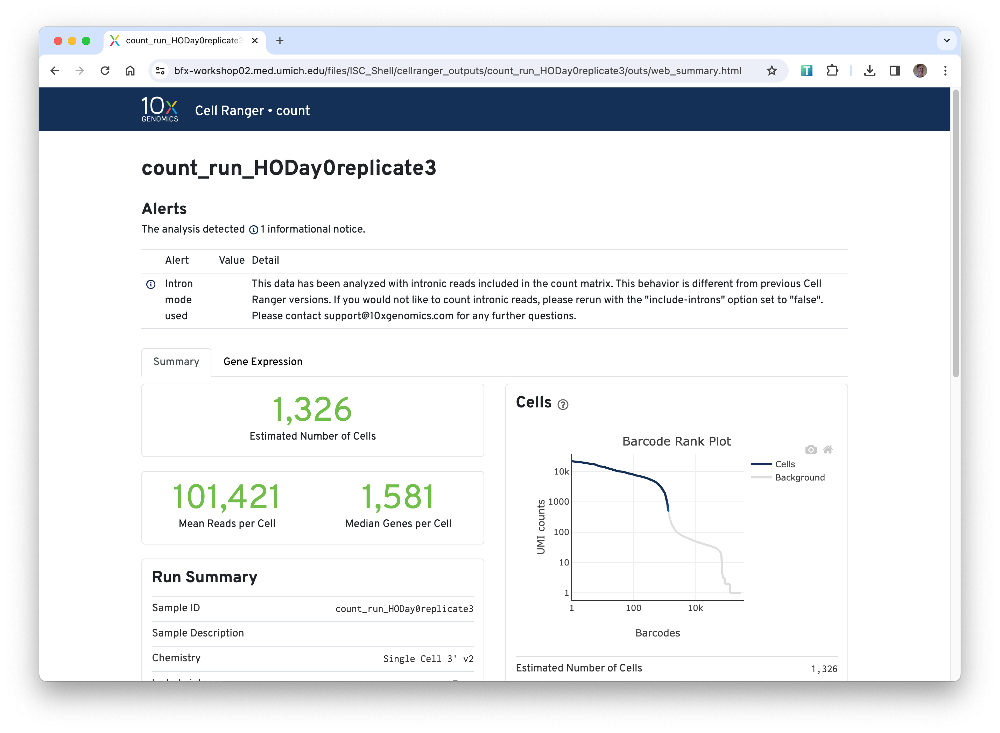 count_run_HODay0replicate3
bfx-workshop02.med.umich.edu/files/ISC_Shell/cellranger_outputs/count_run_HODay0replicate3/outs/web_summary.html
T
10x
GENOMICS
Cell Ranger • count
count_run_HODay0replicate3
Alerts
The analysis detected 1 informational notice.
Alert Value Detail
Intron mode used
This data has been analyzed with intronic reads included in the count matrix. This behavior is different from previous Cell
Ranger versions. If you would not like to count intronic reads, please rerun with the "include-introns" option set to "false".
Please contact support@10xgenomics.com for any further questions.
Summary Gene Expression
1,326
Estimated Number of Cells
101,421
Mean Reads per Cell
1,581
Median Genes per Cell
Run Summary
Sample ID count_run_HODay0replicate3
Sample Description
Chemistry Single Cell 3' v2
Include introns
Cells
Barcode Rank Plot
Cells
Background
UMI counts
10k
1000
100
10
1
1 100 10k
Barcodes
Estimated Number of Cells 1,326